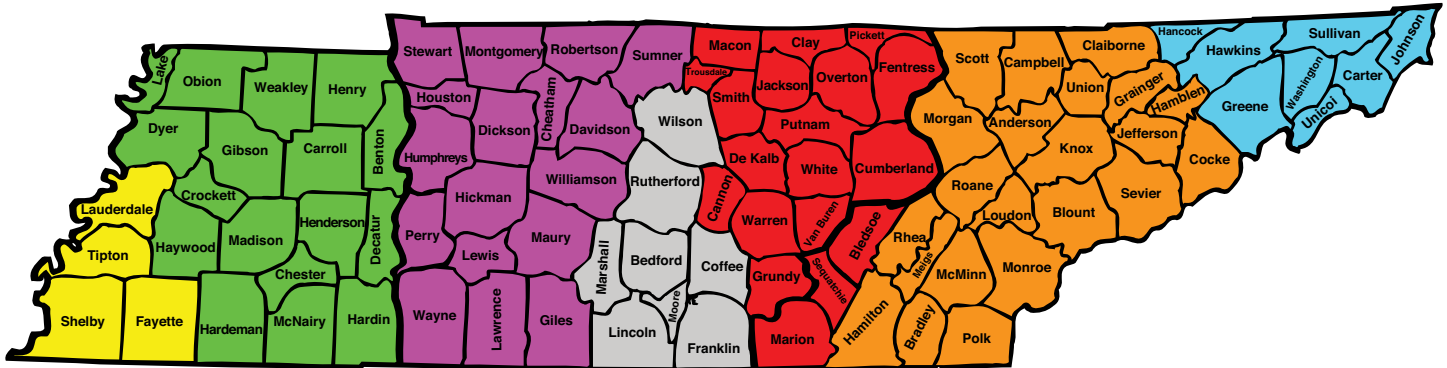 Lake
Obion
Weakley
Henry
Dyer
Gibson
Carroll
Benton
Crockett
Lauderdale
Tipton
Haywood
Madison
Henderson
Decatur
Chester
Shelby
Fayette
Hardeman
McNairy
Hardin
Stewart
Montgomery
Robertson
Sumner
Houston
Dickson
Cheatham
Davidson
Humphreys
Hickman
Williamson
Perry
Lewis
Maury
Wayne
Lawrence
Giles
Wilson
Rutherford
Marshall
Bedford
Coffee
Moore
Lincoln
Franklin
Macon
Clay
Pickett
Trousdale
Smith
Jackson
Overton
Fentress
Putnam
De Kalb
White
Cumberland
Cannon
Warren
Van Buren
Bledsoe
Grundy
Sequatchie
Marion
Scott
Campbell
Claiborne
Union
Grainger
Hamblen
Morgan
Anderson
Knox
Jefferson
Cocke
Roane
Loudon
Blount
Sevier
Rhea
Meigs
McMinn
Monroe
Hamilton
Bradley
Polk
Hancock
Hawkins
Sullivan
Johnson
Greene
Washington
Carter
Unicoi